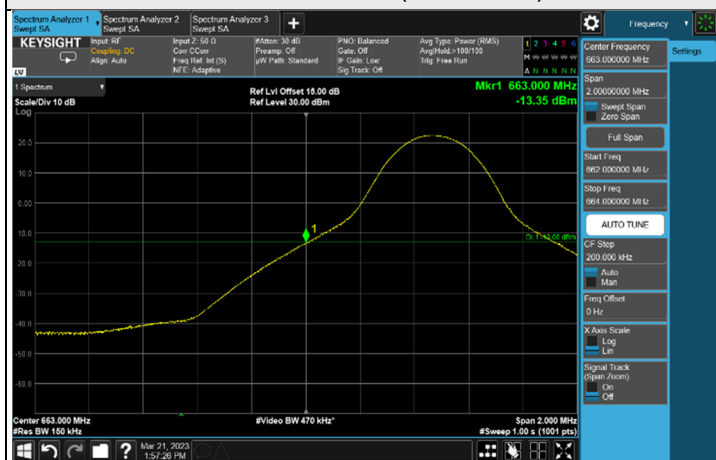 Spectrum Analyzer 1
Swept SA
Spectrum Analyzer 2
Swept SA
Spectrum Analyzer 3
Swept SA
+
Frequency
KEYSIGHT
Input: RF
Coupling: DC
Align: Auto
Input Z: 50 Ω
Corr CCorr
Freq Ref: Int (S)
NFE: Adaptive
#Atten: 30 dB
Preamp: Off
µW Path: Standard
PNO: Balanced
Gate: Off
IF Gain: Low
Sig Track: Off
Avg Type: Power (RMS)
Avg|Hold:>100/100
Trig: Free Run
1 2 3 4 5 6
M W W W W W
A N N N N N
LV
1 Spectrum
Scale/Div 10 dB
Log
Ref Lvl Offset 15.00 dB
Ref Level 30.00 dBm
Mkr1 663.000 MHz
-13.35 dBm
20.0
10.0
0.00
-10.0
-20.0
-30.0
-40.0
-50.0
-60.0
1
DL1 -13.00 dBm
Center 663.000 MHz
#Res BW 150 kHz
#Video BW 470 kHz*
Span 2.000 MHz
#Sweep 1.00 s (1001 pts)
Mar 21, 2023
1:57:26 PM
?
Center Frequency
663.000000 MHz
Settings
Span
2.00000000 MHz
Swept Span
Zero Span
Full Span
Start Freq
662.000000 MHz
Stop Freq
664.000000 MHz
AUTO TUNE
CF Step
200.000 kHz
Auto
Man
Freq Offset
0 Hz
X Axis Scale
Log
Lin
Signal Track
(Span Zoom)
On
Off